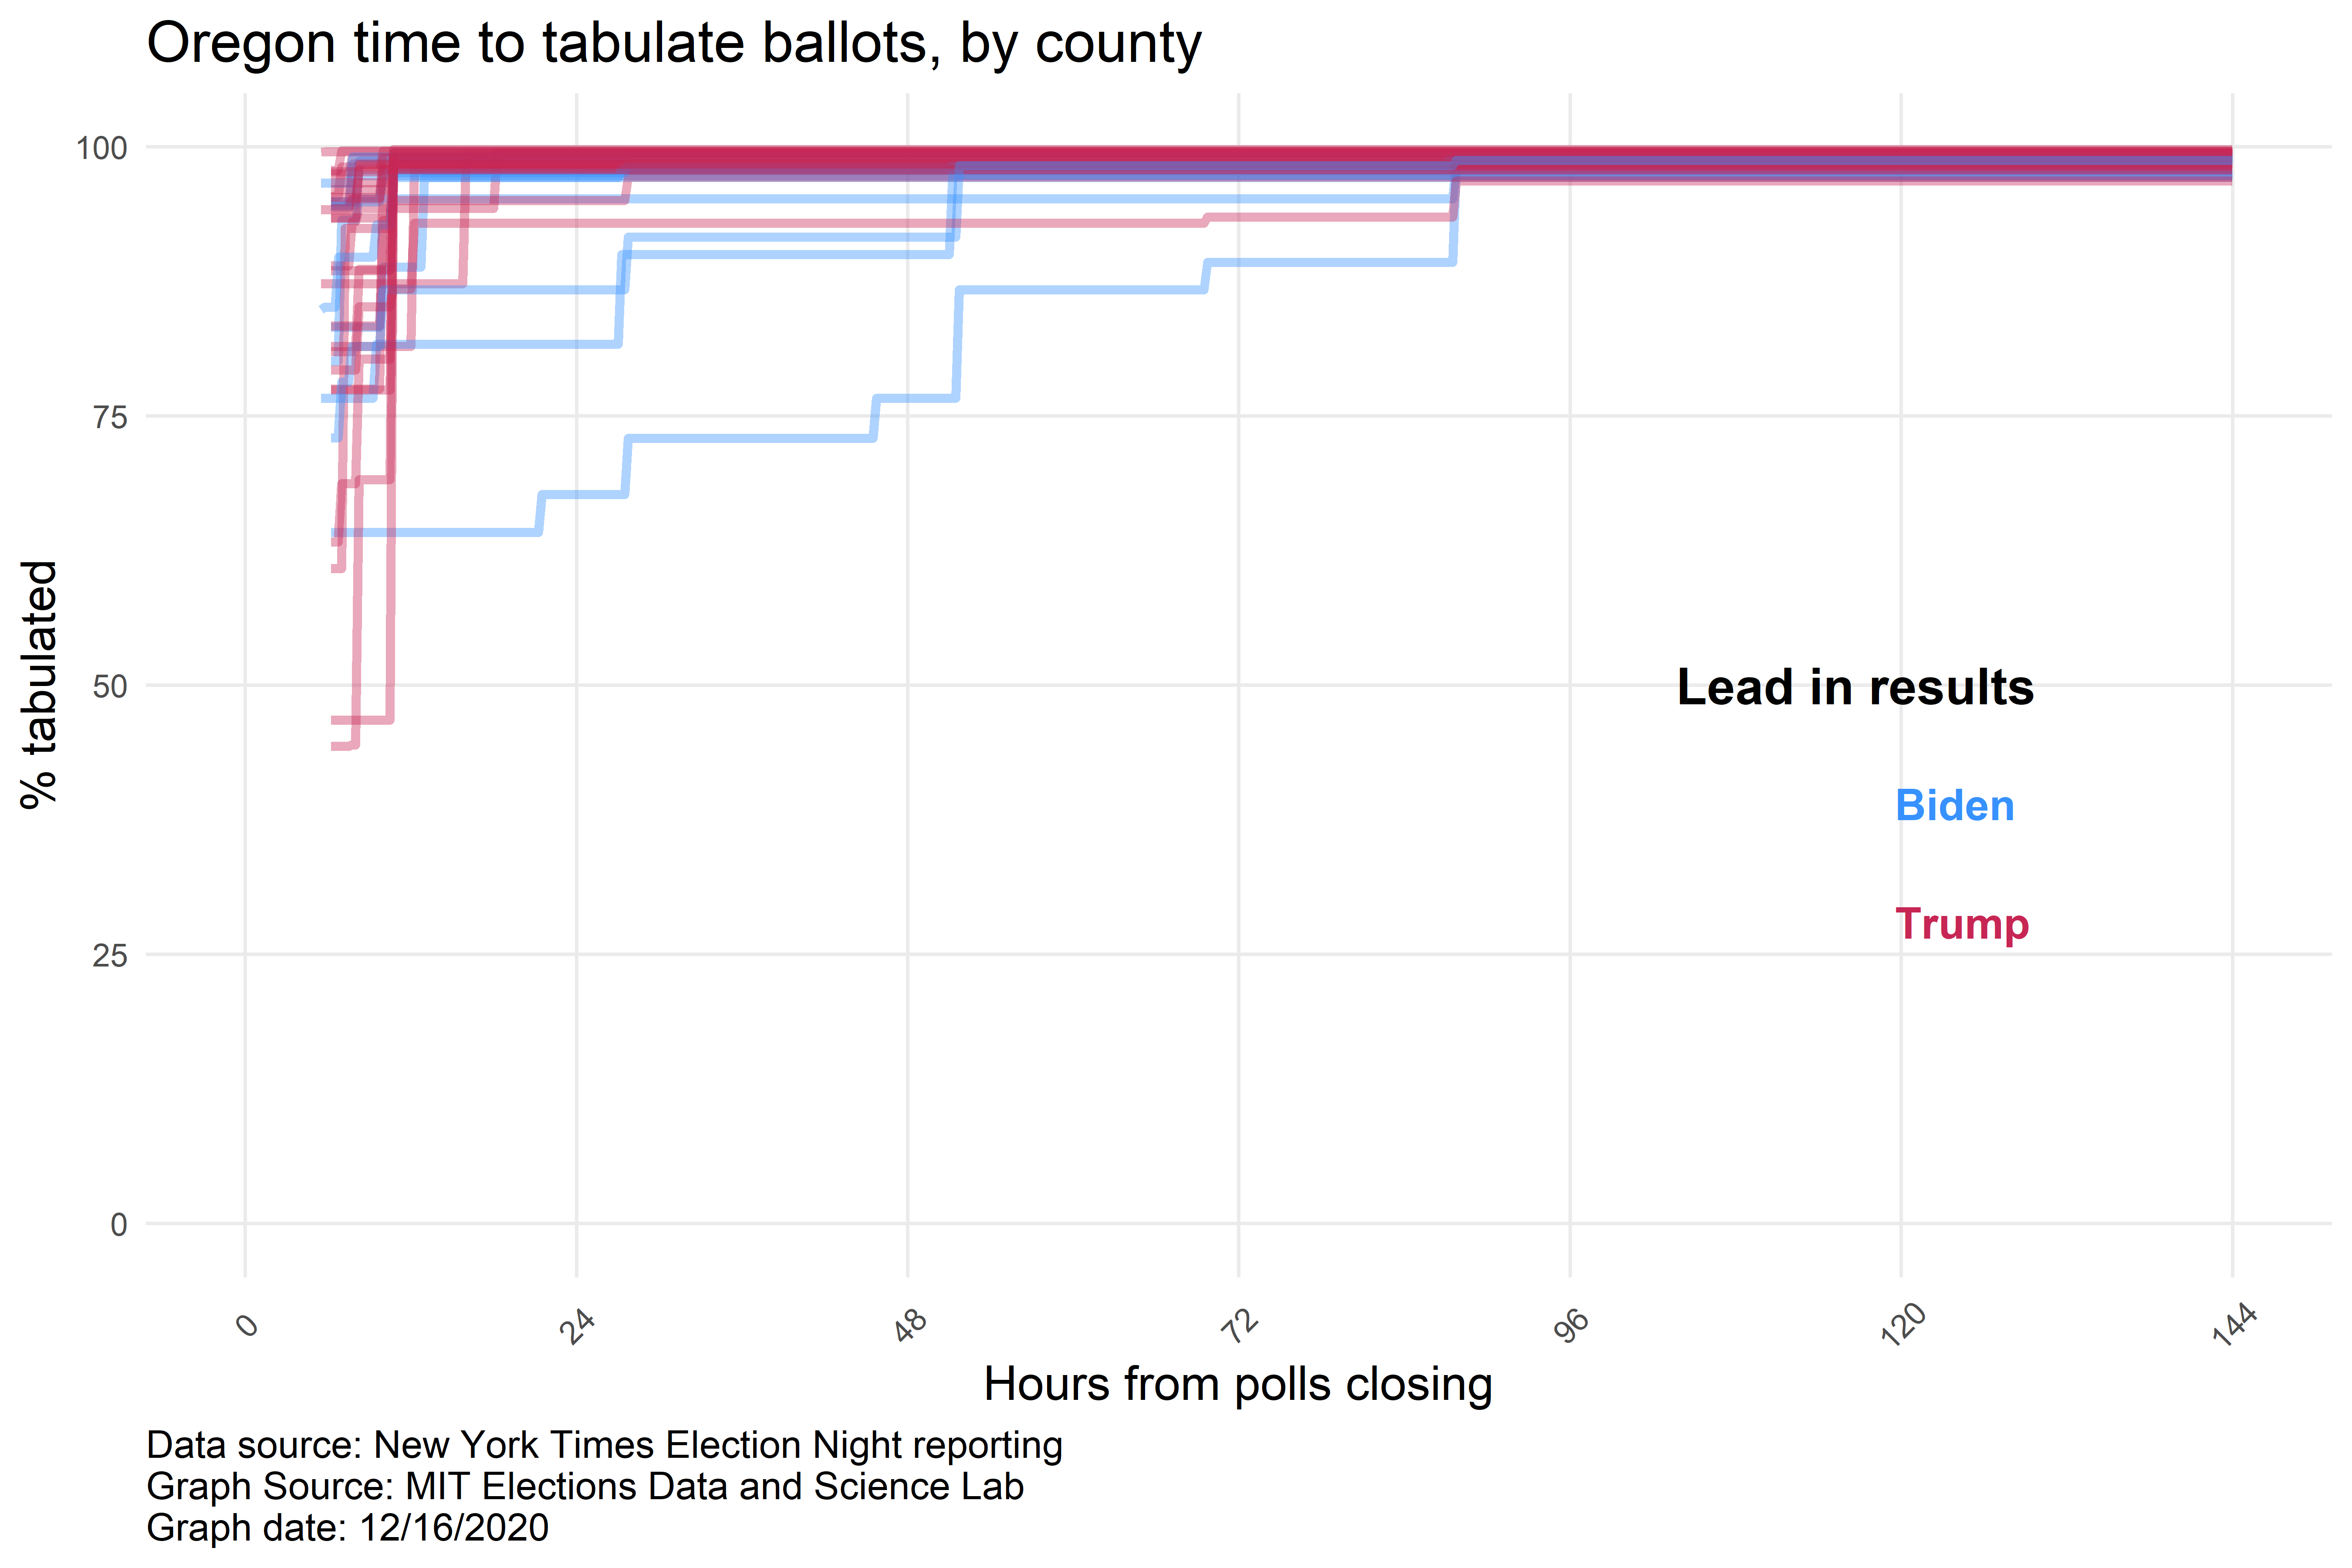 Oregon time to tabulate ballots, by county
% tabulated
100
75
50
25
0
Lead in results
Biden
Trump
0 24 48 72 96 120 144
Hours from polls closing
Data source: New York Times Election Night reporting
Graph Source: MIT Elections Data and Science Lab
Graph date: 12/16/2020